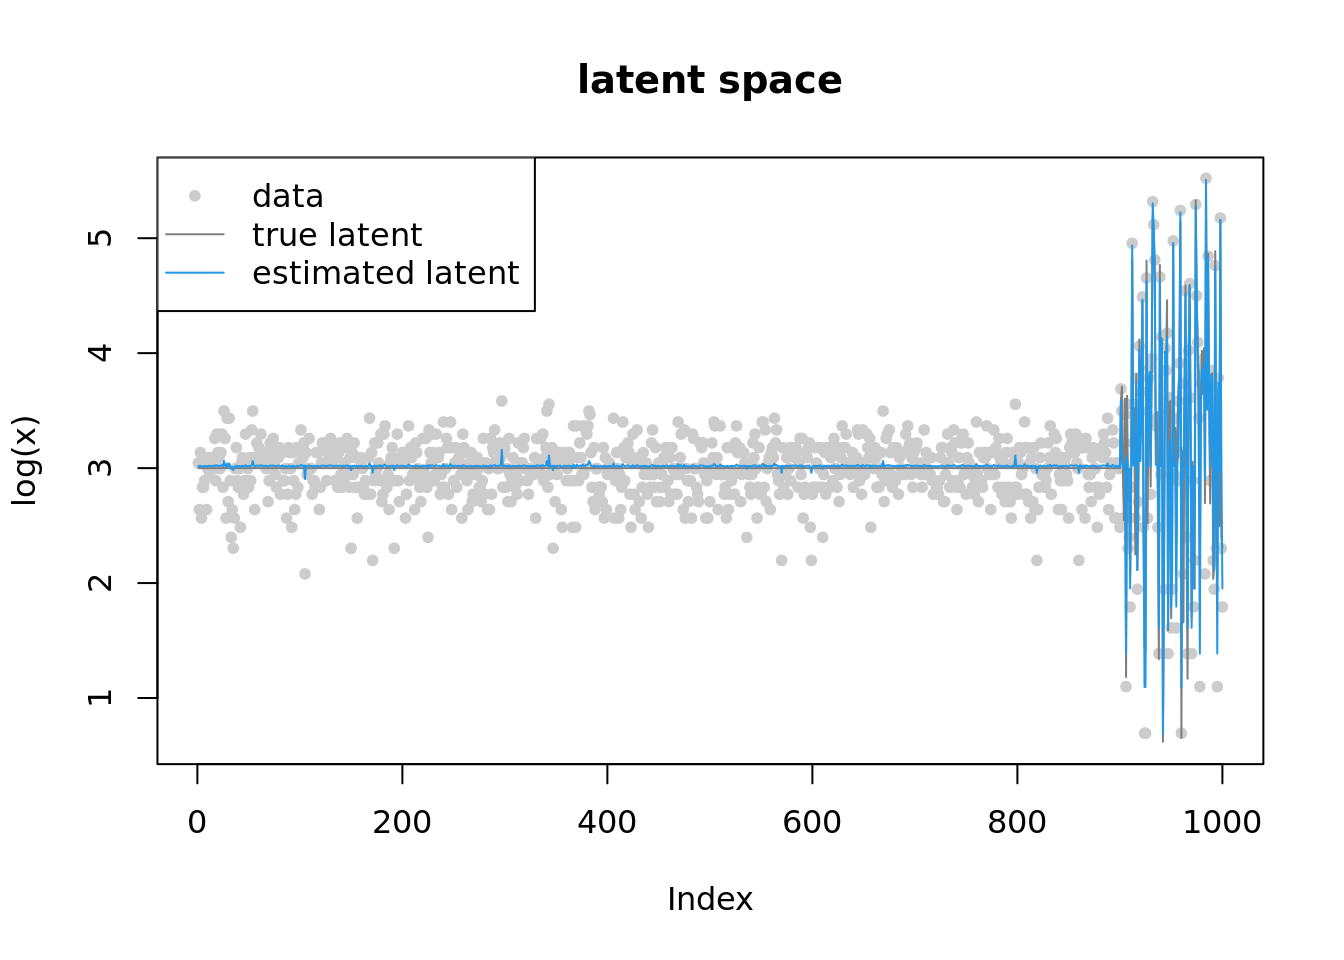 latent space
data
true latent
estimated latent
log(x)
5
4
3
2
1
0 200 400 600 800 1000
Index